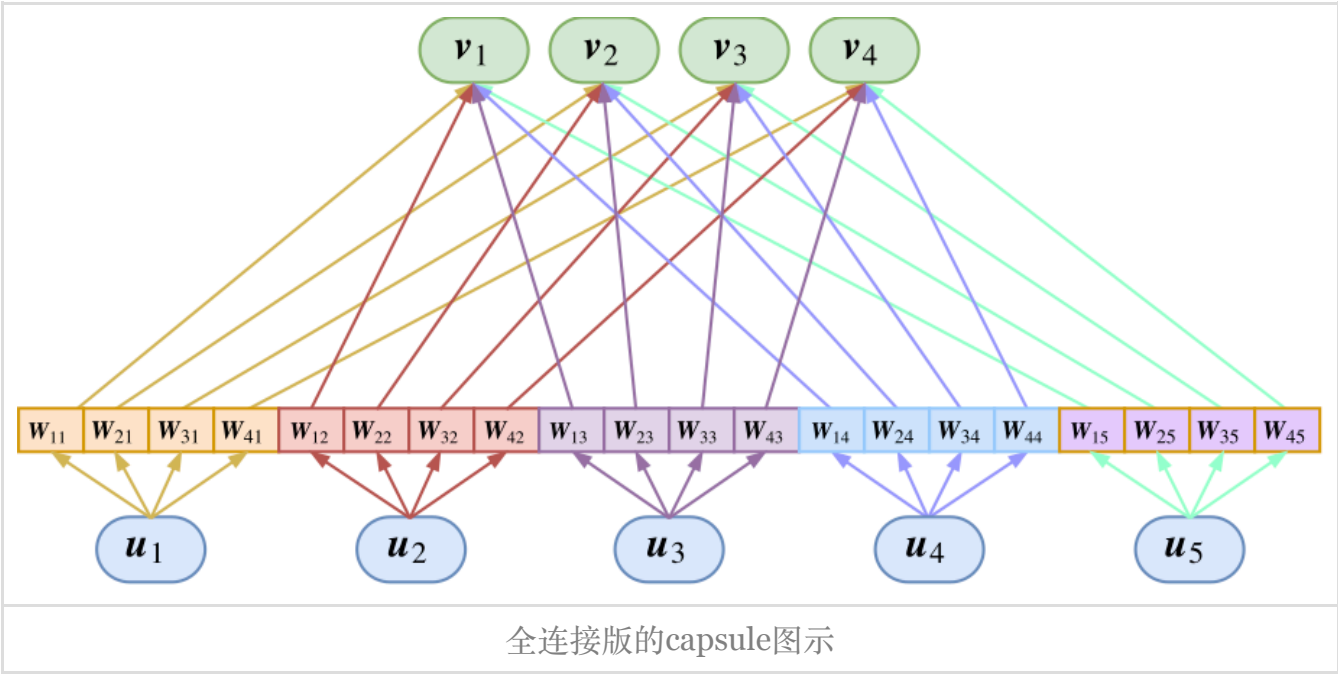 v1 v2 v3 v4
W11 W21 W31 W41 W12 W22 W32 W42 W13 W23 W33 W43 W14 W24 W34 W44 W15 W25 W35 W45
u1 u2 u3 u4 u5
全连接版的capsule图示